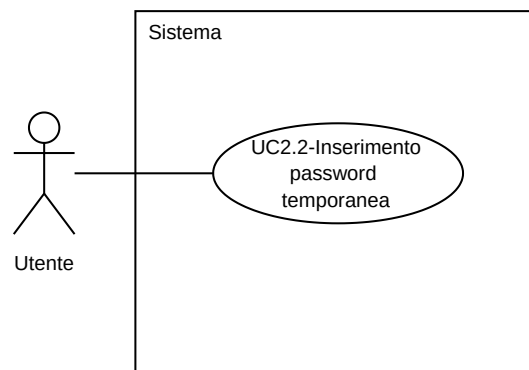 Sistema
UC2.2-Inserimento
password
temporanea
Utente